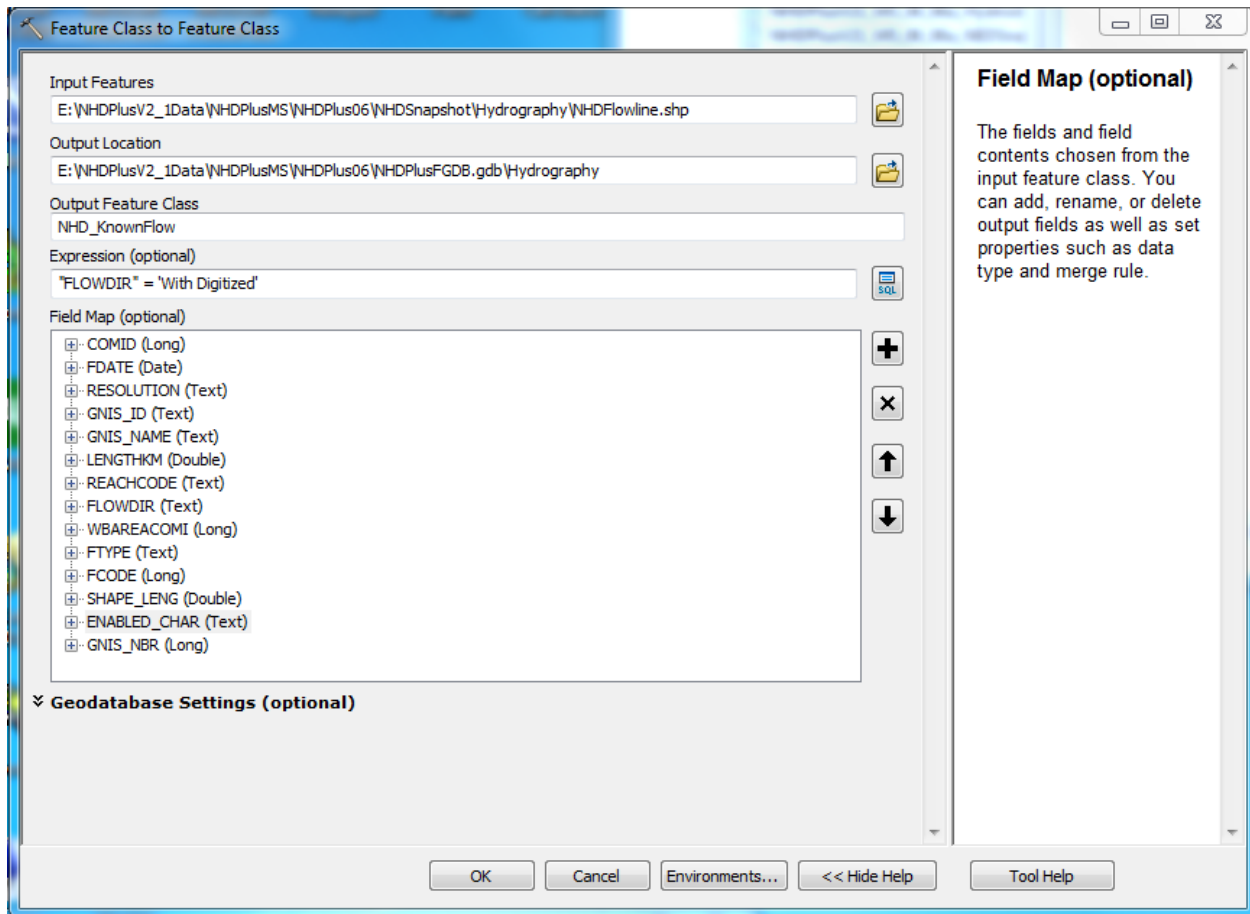 Feature Class to Feature Class
Input Features
E:\NHDPlusV2_1Data\NHDPlusMS\NHDPlus06\NHDSnapshot\Hydrography\NHDFlowline.shp
Output Location
E:\NHDPlusV2_1Data\NHDPlusMS\NHDPlus06\NHDPlusFGDB.gdb\Hydrography
Output Feature Class
NHD_KnownFlow
Expression (optional)
"FLOWDIR" = 'With Digitized'
SQL
Field Map (optional)
COMID (Long)
FDATE (Date)
RESOLUTION (Text)
GNIS_ID (Text)
GNIS_NAME (Text)
LENGTHKM (Double)
REACHCODE (Text)
FLOWDIR (Text)
WBAREACOMI (Long)
FTYPE (Text)
FCODE (Long)
SHAPE_LENG (Double)
ENABLED_CHAR (Text)
GNIS_NBR (Long)
Geodatabase Settings (optional)
OK
Cancel
Environments...
<< Hide Help
Tool Help
Field Map (optional)
The fields and field
contents chosen from the
input feature class. You
can add, rename, or delete
output fields as well as set
properties such as data
type and merge rule.